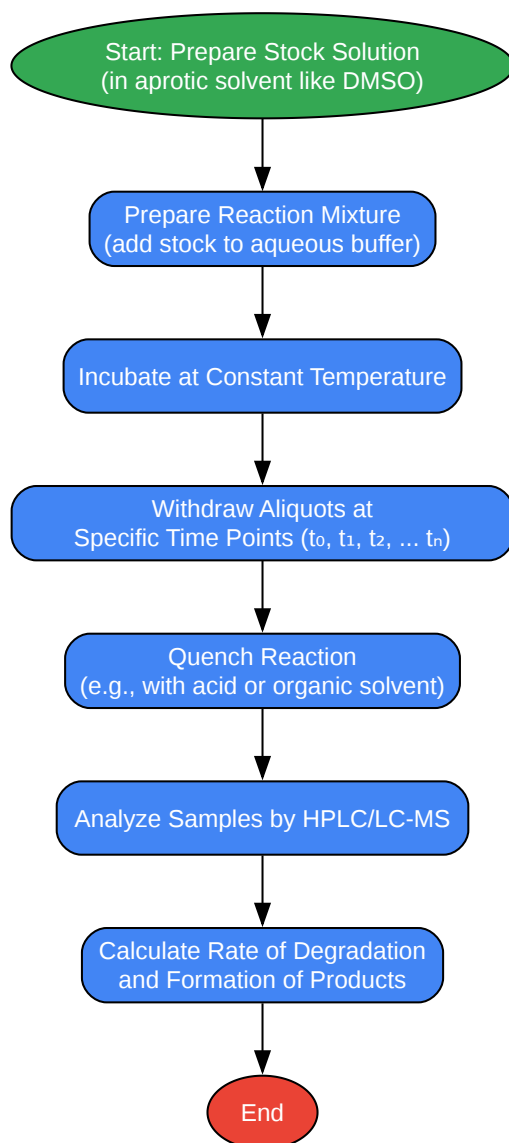 Start: Prepare Stock Solution
(in aprotic solvent like DMSO)
Prepare Reaction Mixture
(add stock to aqueous buffer)
Incubate at Constant Temperature
Withdraw Aliquots at
Specific Time Points (t₀, t₁, t₂, ... tₙ)
Quench Reaction
(e.g., with acid or organic solvent)
Analyze Samples by HPLC/LC-MS
Calculate Rate of Degradation
and Formation of Products
End